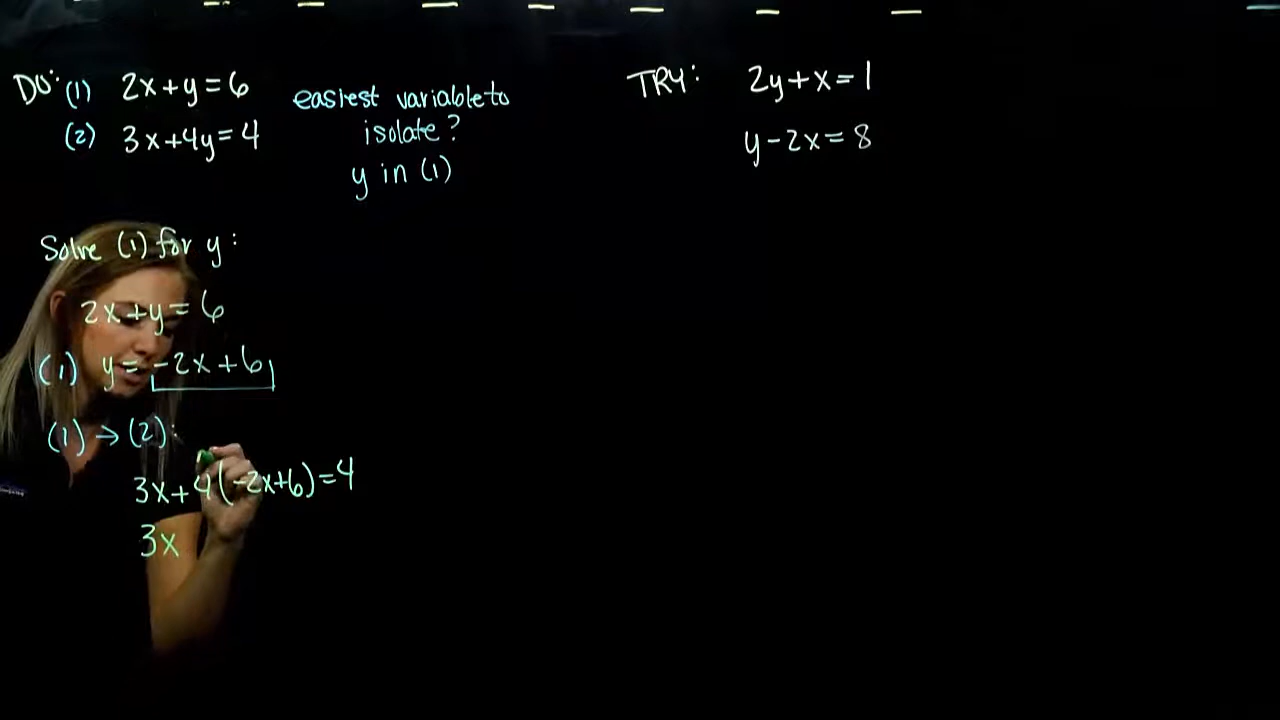 DO: (1) 2x+y=6
(2) 3x+4y=4
easiest variable to
isolate?
y in (1)
Solve (1) for y:
2x+y=6
(1) y=-2x+6
(1)→(2):
3x+4(-2x+6)=4
3x
TRY: 2y+x=1
y-2x=8